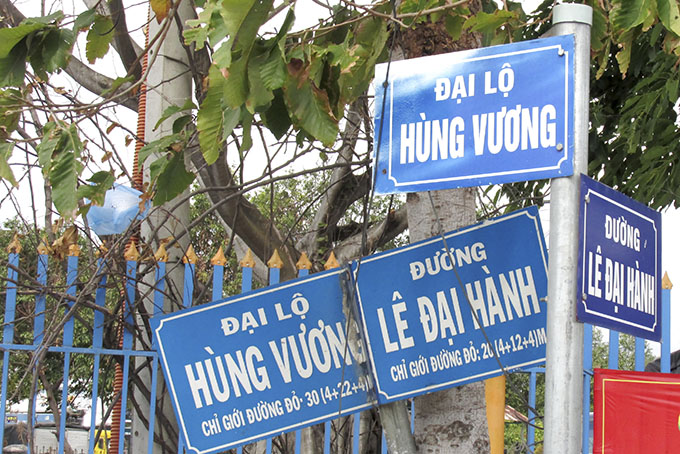 ĐẠI LỘ
HÙNG VƯƠNG
ĐƯỜNG
LÊ ĐẠI HÀNH
ĐẠI LỘ
HÙNG VƯƠNG
CHỈ GIỚI ĐƯỜNG ĐỎ: 30 (4+22+4)M
ĐƯỜNG
LÊ ĐẠI HÀNH
CHỈ GIỚI ĐƯỜNG ĐỎ: 20 (4+12+4)M